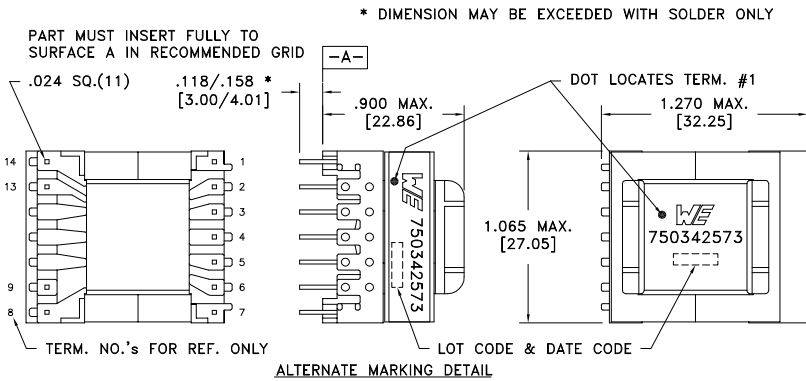 * DIMENSION MAY BE EXCEEDED WITH SOLDER ONLY
PART MUST INSERT FULLY TO
SURFACE A IN RECOMMENDED GRID
-A-
.024 SQ.(11)
.118/.158 *
[3.00/4.01]
.900 MAX.
[22.86]
DOT LOCATES TERM. #1
1.270 MAX.
[32.25]
14
13
9
8
1
2
3
4
5
6
7
WE 750342573
1.065 MAX.
[27.05]
WE
750342573
TERM. NO.'s FOR REF. ONLY
LOT CODE & DATE CODE
ALTERNATE MARKING DETAIL